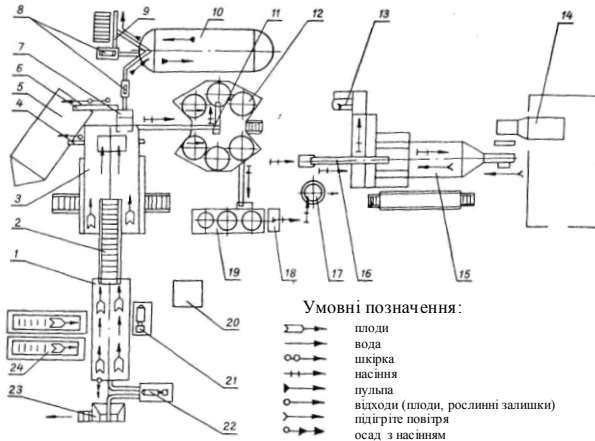 8
9
10
11
12
7
6
5
4
3
2
1
13
14
15
16
17
18
19
20
21
22
23
24
Умовні позначення:
плоди
вода
шкірка
насіння
пульпа
відходи (плоди, рослинні залишки)
підігріте повітря
осад з насінням